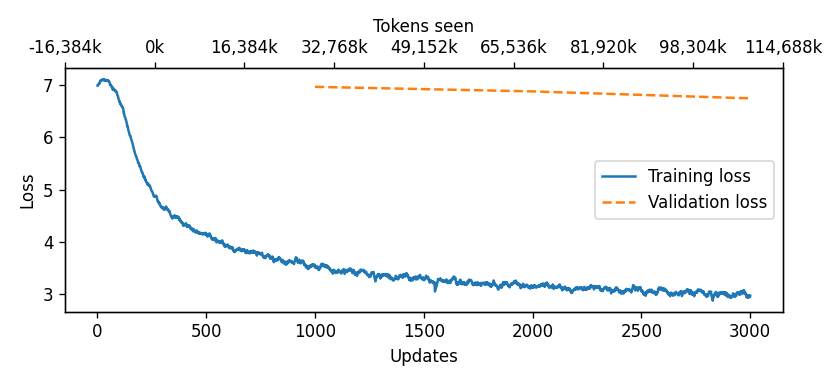 Tokens seen
-16,384k 0k 16,384k 32,768k 49,152k 65,536k 81,920k 98,304k 114,688k
7
6
5
4
3
Loss
Training loss
Validation loss
0 500 1000 1500 2000 2500 3000
Updates